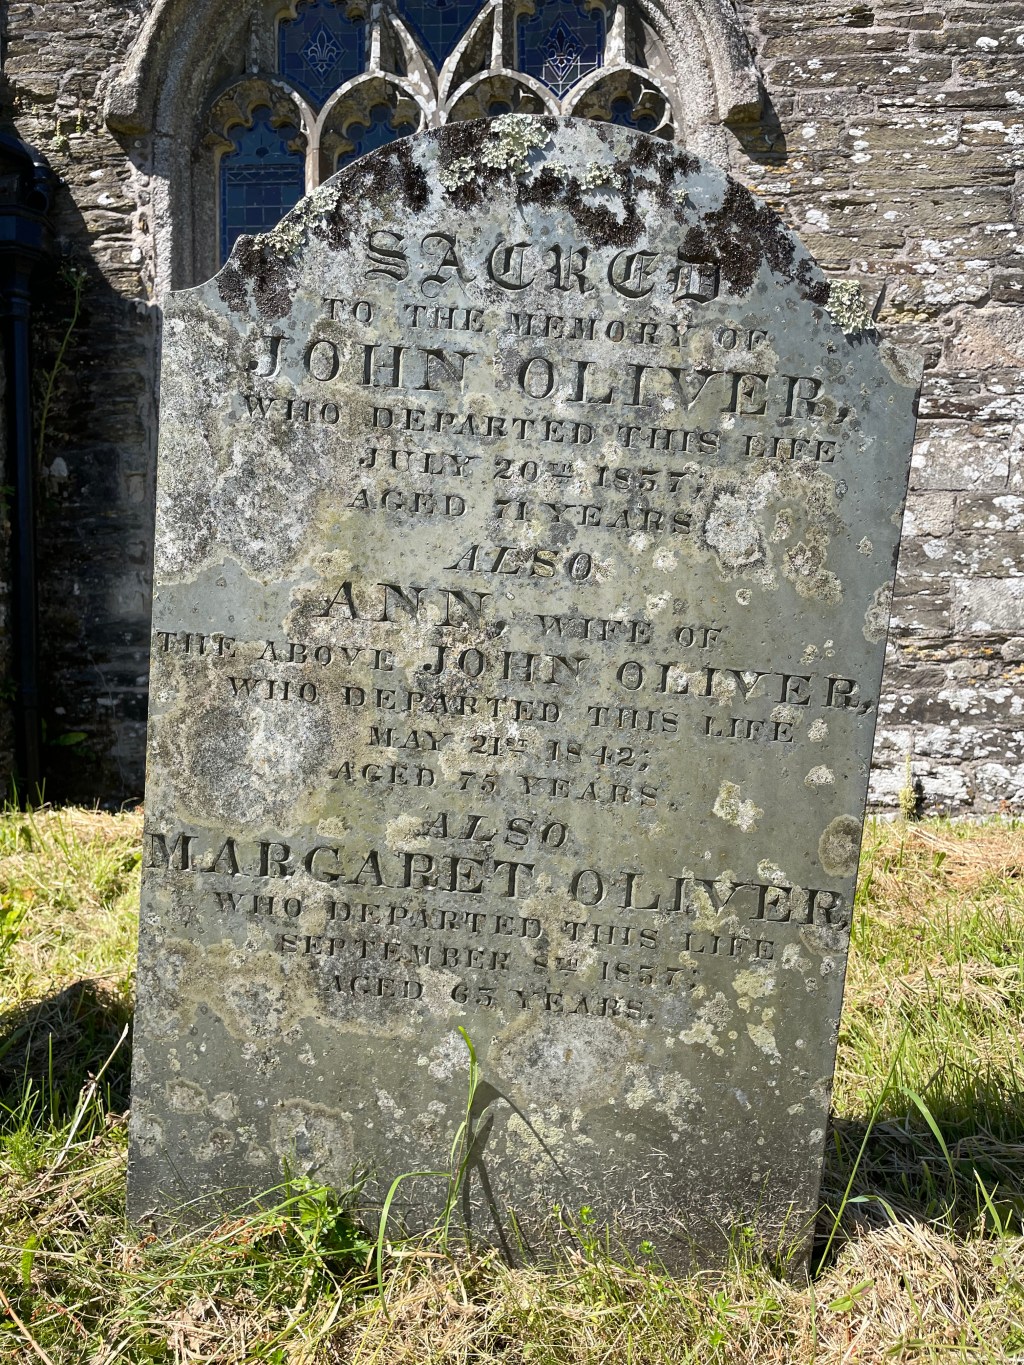 SACRED
TO THE MEMORY OF
JOHN OLIVER,
WHO DEPARTED THIS LIFE
JULY 20TH 1857;
AGED 71 YEARS
ALSO
ANN, WIFE OF
THE ABOVE JOHN OLIVER,
WHO DEPARTED THIS LIFE
MAY 21ST 1842;
AGED 75 YEARS
ALSO
MARGARET OLIVER,
WHO DEPARTED THIS LIFE
SEPTEMBER 8TH 1857;
AGED 63 YEARS.